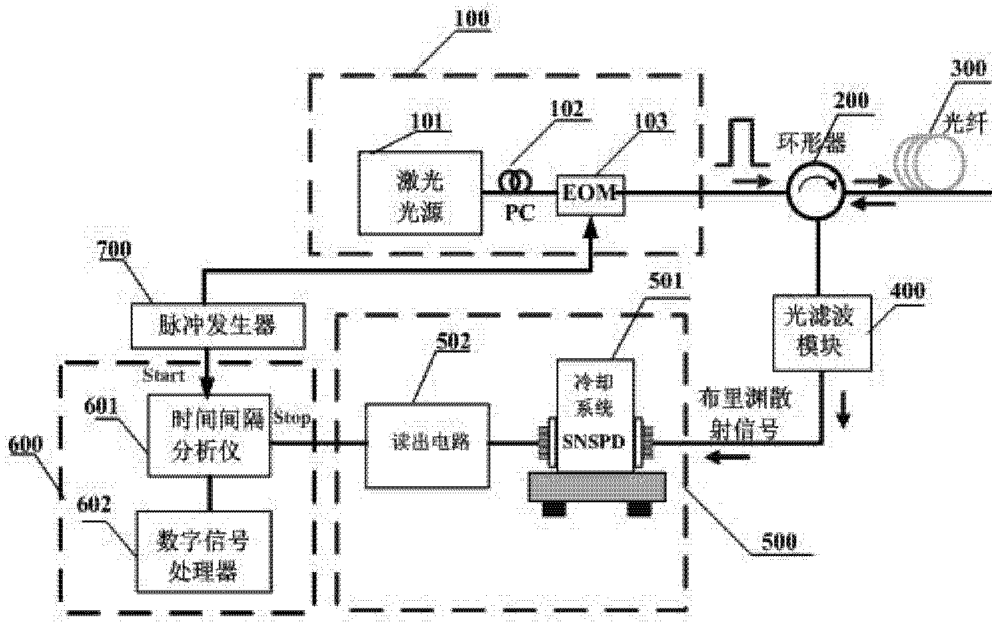 100
101
激光
光源
102
PC
103
EOM
环形器
200
300
光纤
700
脉冲发生器
Start
600
601
时间间隔
分析仪
Stop
602
数字信号
处理器
502
读出电路
501
冷却
系统
SNSPD
500
400
光滤波
模块
布里渊散
射信号